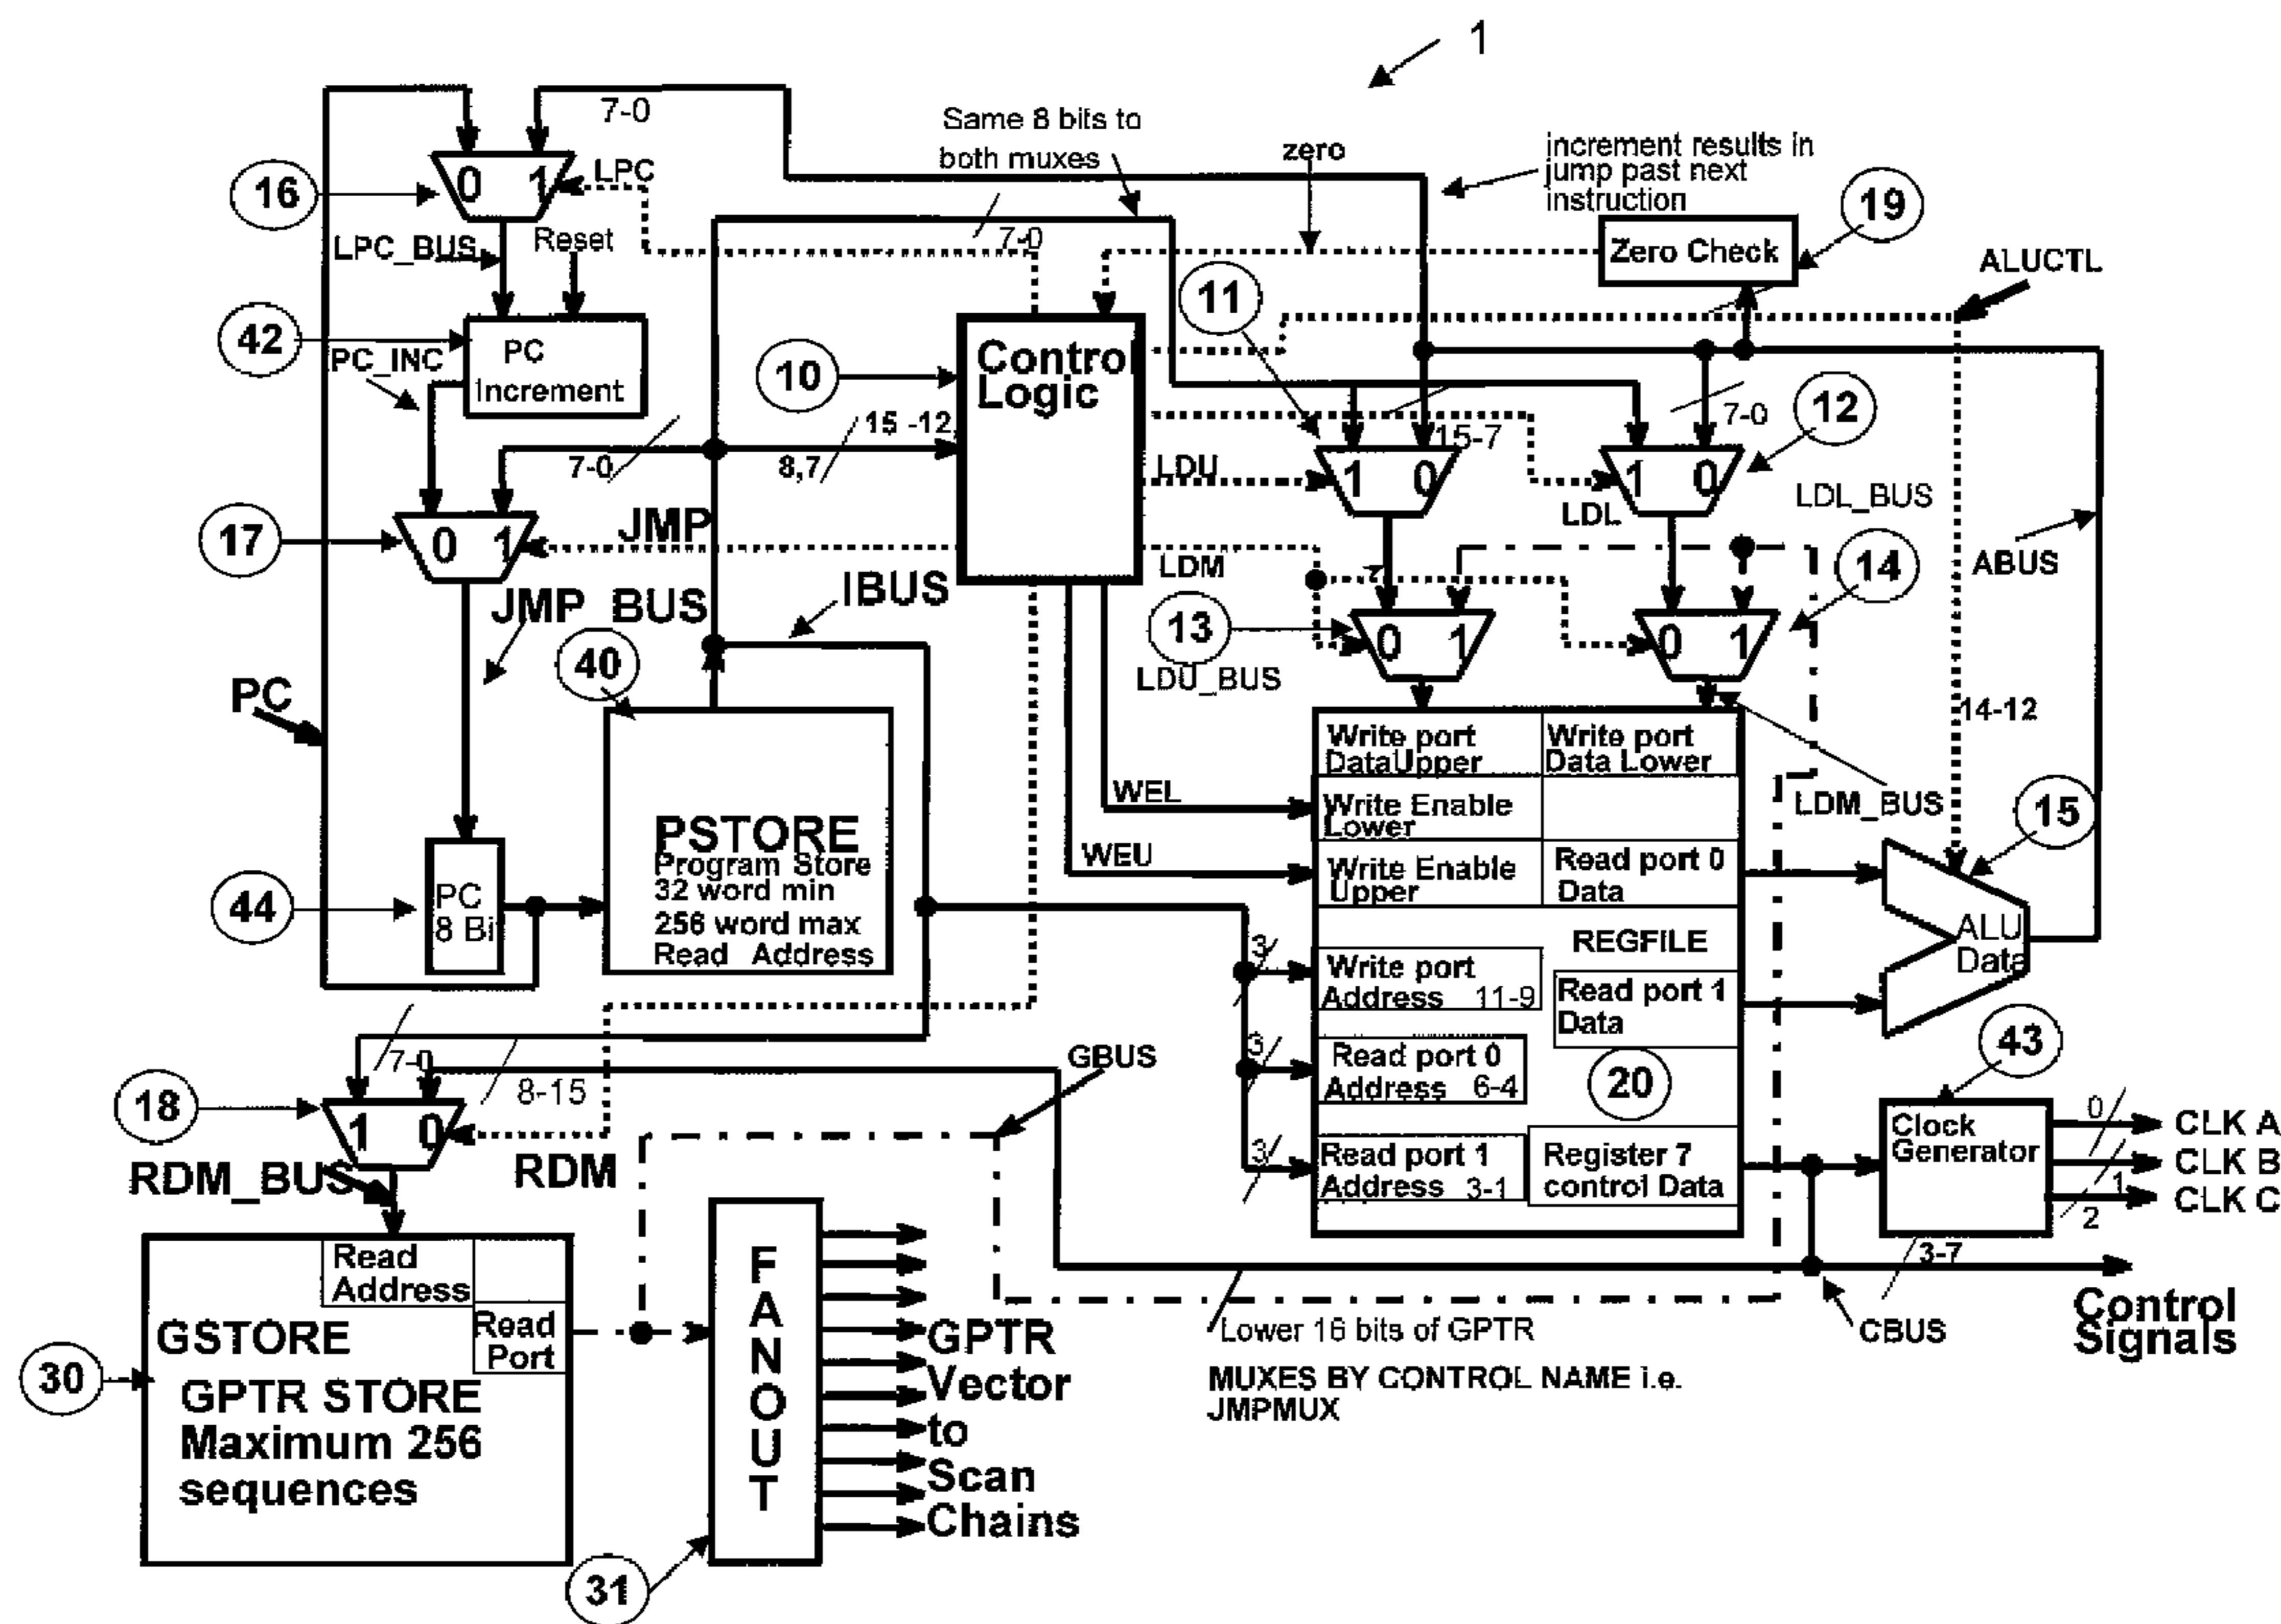 1
7-0
Same 8 bits to
both muxes
zero
increment results in
jump past next
instruction
0 1
LPC
16
19
LPC_BUS
Reset
7-0
Zero Check
ALUCTL
11
42
PC_INC
PC
Increment
10
Control
Logic
12
7-0
15 -12
8,7
7-0
15-7
LDU
1 0
1 0
LDL
LDL_BUS
17
0 1
JMP
LDM
14
ABUS
JMP_BUS
IBUS
13
0 1
0 1
LDU_BUS
40
PC
14-12
Write port
DataUpper
Write port
Data Lower
WEL
Write Enable
Lower
LDM_BUS
15
PSTORE
Program Store
32 word min
256 word max
Read Address
WEU
Write Enable
Upper
Read port 0
Data
44
PC
8 Bi
REGFILE
ALU
Data
3
Write port
Address 11-9
Read port 1
Data
43
7-0
8-15
GBUS
3
Read port 0
Address 6-4
20
18
1 0
RDM_BUS
RDM
3
Read port 1
Address 3-1
Register 7
control Data
Clock
Generator
0
CLK A
CLK B
1
CLK C
2
3-7
Read
Address
Read
Port
GSTORE
GPTR STORE
Maximum 256
sequences
30
FANOUT
31
GPTR
Vector
to
Scan
Chains
Lower 16 bits of GPTR
MUXES BY CONTROL NAME i.e.
JMPMUX
CBUS
Control
Signals